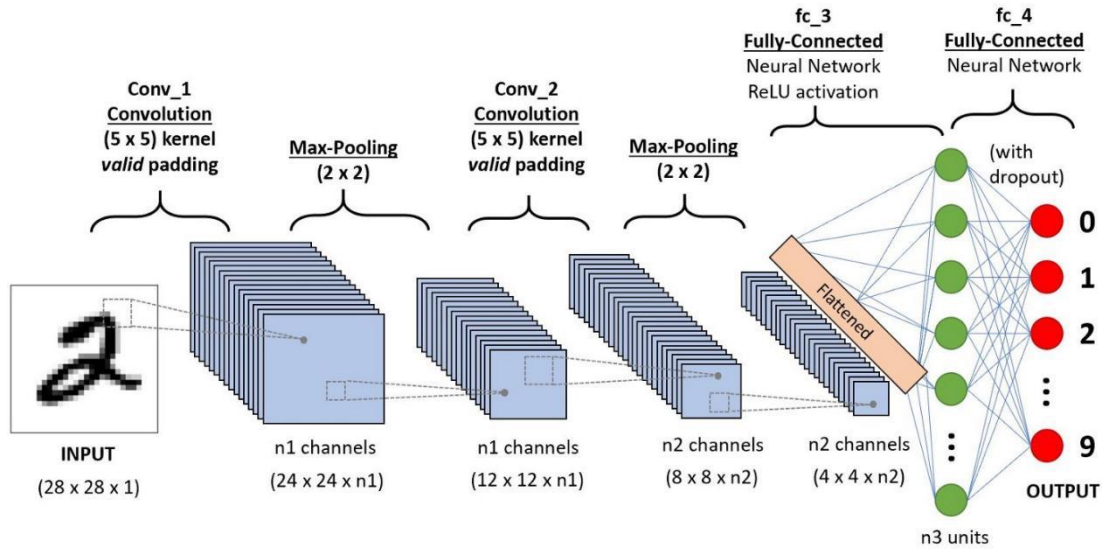 fc_3
Fully-Connected
Neural Network
ReLU activation
fc_4
Fully-Connected
Neural Network
Conv_1
Convolution
(5 x 5) kernel
valid padding
Max-Pooling
(2 x 2)
Conv_2
Convolution
(5 x 5) kernel
valid padding
Max-Pooling
(2 x 2)
(with
dropout)
Flattened
0
1
2
9
INPUT
(28 x 28 x 1)
n1 channels
(24 x 24 x n1)
n1 channels
(12 x 12 x n1)
n2 channels
(8 x 8 x n2)
n2 channels
(4 x 4 x n2)
OUTPUT
n3 units
2